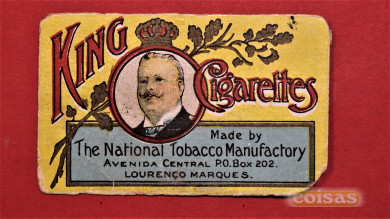 KING
Cigarettes
Made by
The National Tobacco Manufactory
AVENIDA CENTRAL P.O. BOX 202.
LOURENÇO MARQUES.
coisas